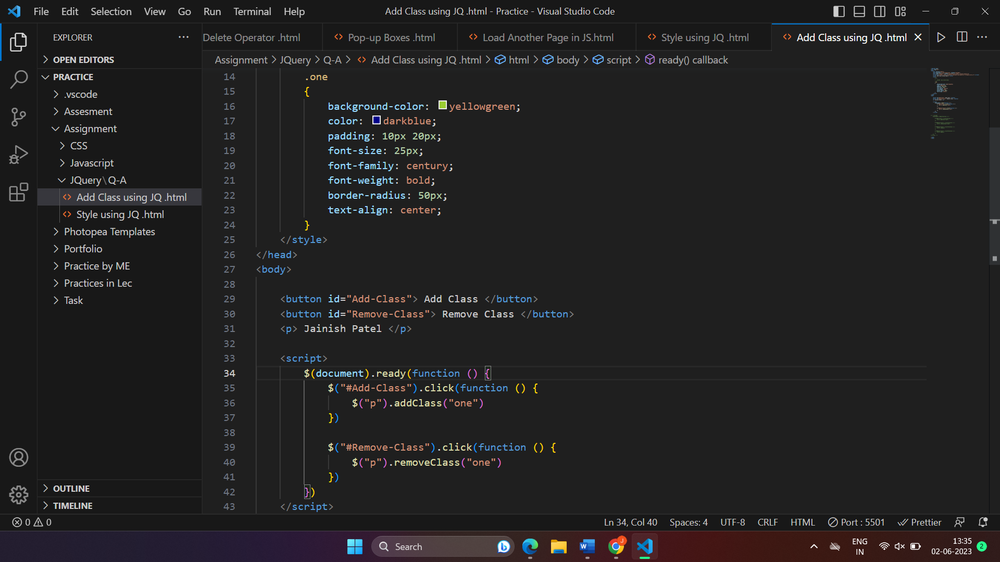 File Edit Selection View Go Run Terminal Help
Add Class using JQ .html - Practice - Visual Studio Code
EXPLORER
OPEN EDITORS
PRACTICE
.vscode
Assesment
Assignment
CSS
Javascript
JQuery\Q-A
Add Class using JQ .html
Style using JQ .html
Photopea Templates
Portfolio
Practice by ME
Practices in Lec
Task
OUTLINE
TIMELINE
Delete Operator .html
Pop-up Boxes .html
Load Another Page in JS.html
Style using JQ .html
Add Class using JQ .html
Assignment > JQuery > Q-A > Add Class using JQ .html > html > body > script > ready() callback
14 .one
15 {
16 background-color: yellowgreen;
17 color: darkblue;
18 padding: 10px 20px;
19 font-size: 25px;
20 font-family: century;
21 font-weight: bold;
22 border-radius: 50px;
23 text-align: center;
24 }
25 </style>
26 </head>
27 <body>
28
29 <button id="Add-Class"> Add Class </button>
30 <button id="Remove-Class"> Remove Class </button>
31 <p> Jainish Patel </p>
32
33 <script>
34 $(document).ready(function () {
35 $("#Add-Class").click(function () {
36 $("p").addClass("one")
37 })
38
39 $("#Remove-Class").click(function () {
40 $("p").removeClass("one")
41 })
42 })
43 </script>
0 0
Ln 34, Col 40 Spaces: 4 UTF-8 CRLF HTML Port : 5501 Prettier
Search
W
J
ENG
IN
13:35
02-06-2023
2